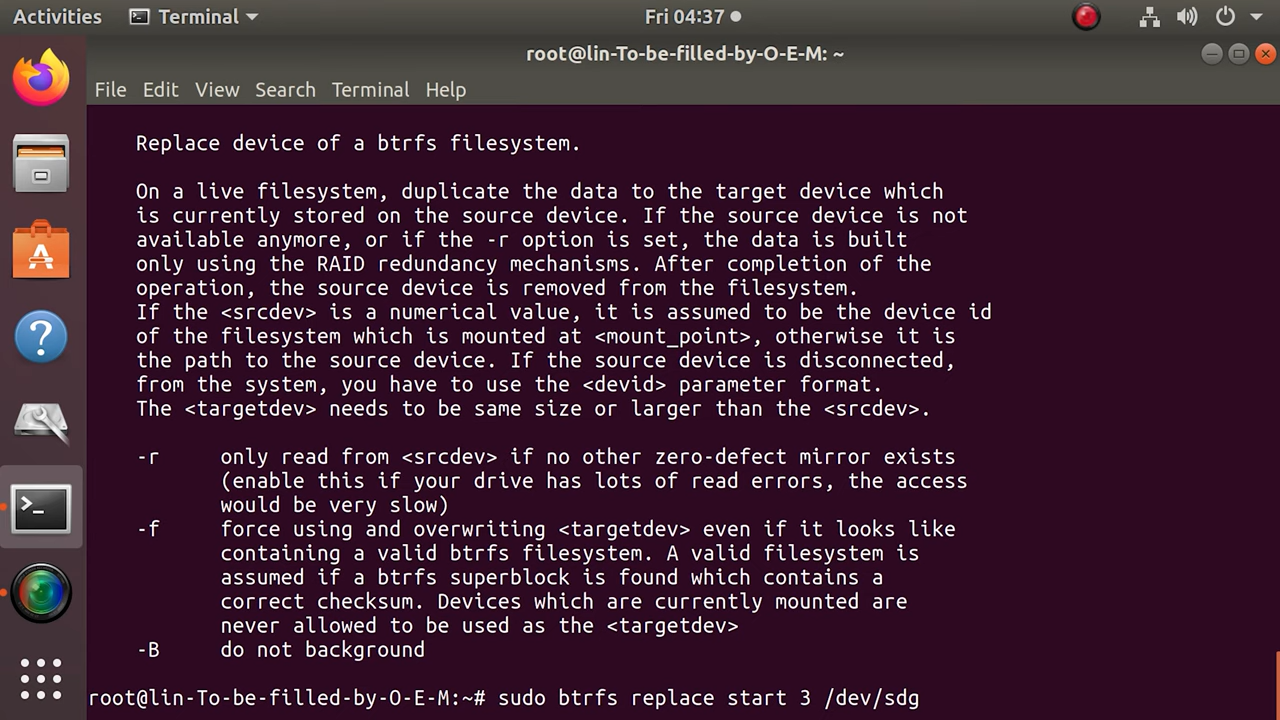 Activities
Terminal
Fri 04:37
root@lin-To-be-filled-by-O-E-M: ~
File Edit View Search Terminal Help
Replace device of a btrfs filesystem.
On a live filesystem, duplicate the data to the target device which
is currently stored on the source device. If the source device is not
available anymore, or if the -r option is set, the data is built
only using the RAID redundancy mechanisms. After completion of the
operation, the source device is removed from the filesystem.
If the <srcdev> is a numerical value, it is assumed to be the device id
of the filesystem which is mounted at <mount_point>, otherwise it is
the path to the source device. If the source device is disconnected,
from the system, you have to use the <devid> parameter format.
The <targetdev> needs to be same size or larger than the <srcdev>.
-r only read from <srcdev> if no other zero-defect mirror exists
(enable this if your drive has lots of read errors, the access
would be very slow)
-f force using and overwriting <targetdev> even if it looks like
containing a valid btrfs filesystem. A valid filesystem is
assumed if a btrfs superblock is found which contains a
correct checksum. Devices which are currently mounted are
never allowed to be used as the <targetdev>
-B do not background
root@lin-To-be-filled-by-O-E-M:~# sudo btrfs replace start 3 /dev/sdg